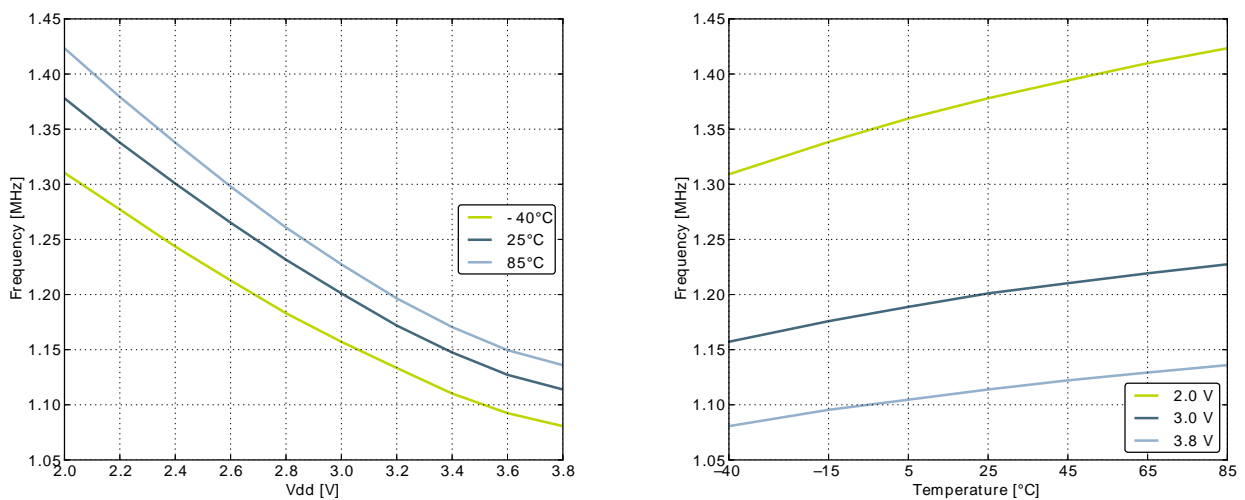 1.45
1.40
1.35
1.30
1.25
1.20
1.15
1.10
1.05
Frequency [MHz]
2.0 2.2 2.4 2.6 2.8 3.0 3.2 3.4 3.6 3.8
Vdd [V]
- 40°C
25°C
85°C
1.45
1.40
1.35
1.30
1.25
1.20
1.15
1.10
1.05
Frequency [MHz]
–40 –15 5 25 45 65 85
Temperature [°C]
2.0 V
3.0 V
3.8 V